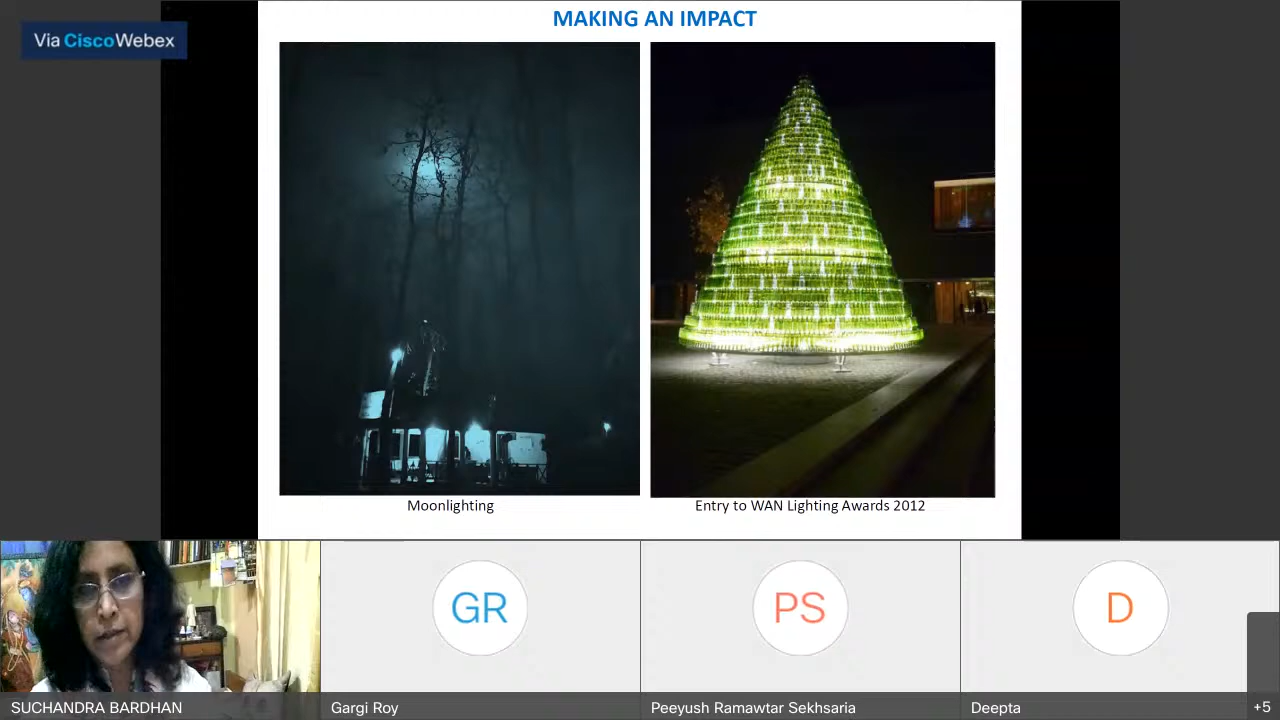 MAKING AN IMPACT
Via CiscoWebex
Moonlighting
Entry to WAN Lighting Awards 2012
GR
PS
D
SUCHANDRA BARDHAN
Gargi Roy
Peeyush Ramawtar Sekhsaria
Deepta
+5